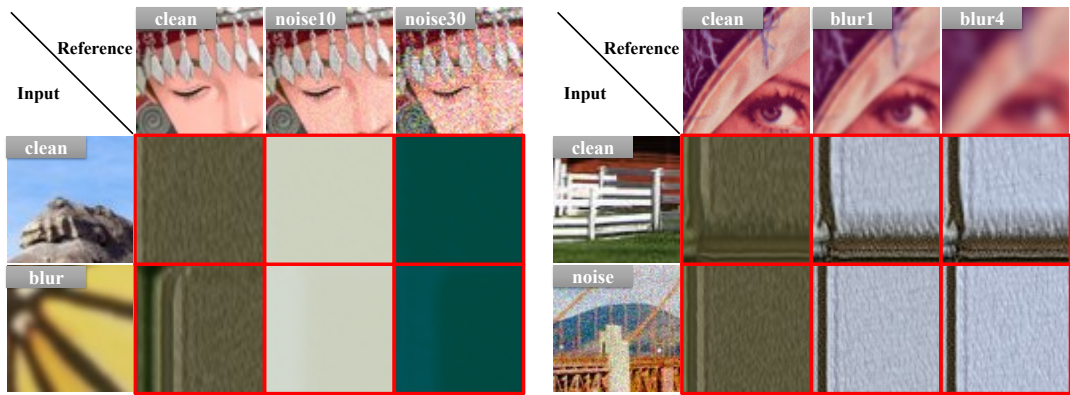 clean
noise10
noise30
Reference
Input
clean
blur
clean
blur1
blur4
Reference
Input
clean
noise